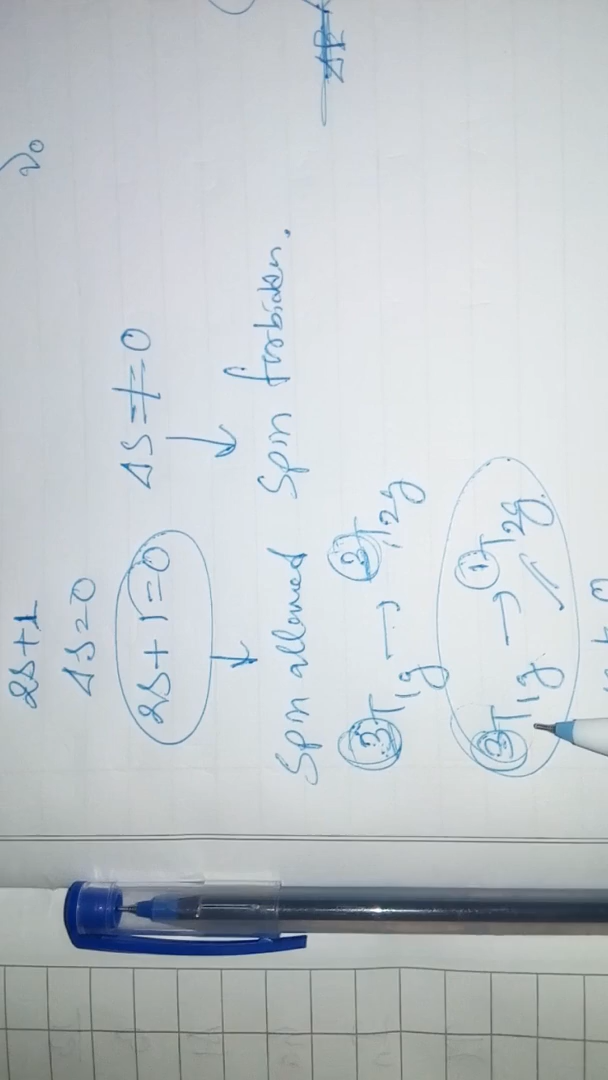 2S+1
ΔS=0
2S+1=0 ΔS≠0
↓ ↓
Spin allowed Spin forbidden.
³T₁g → ³T₂g
³T₁g → ¹T₂g